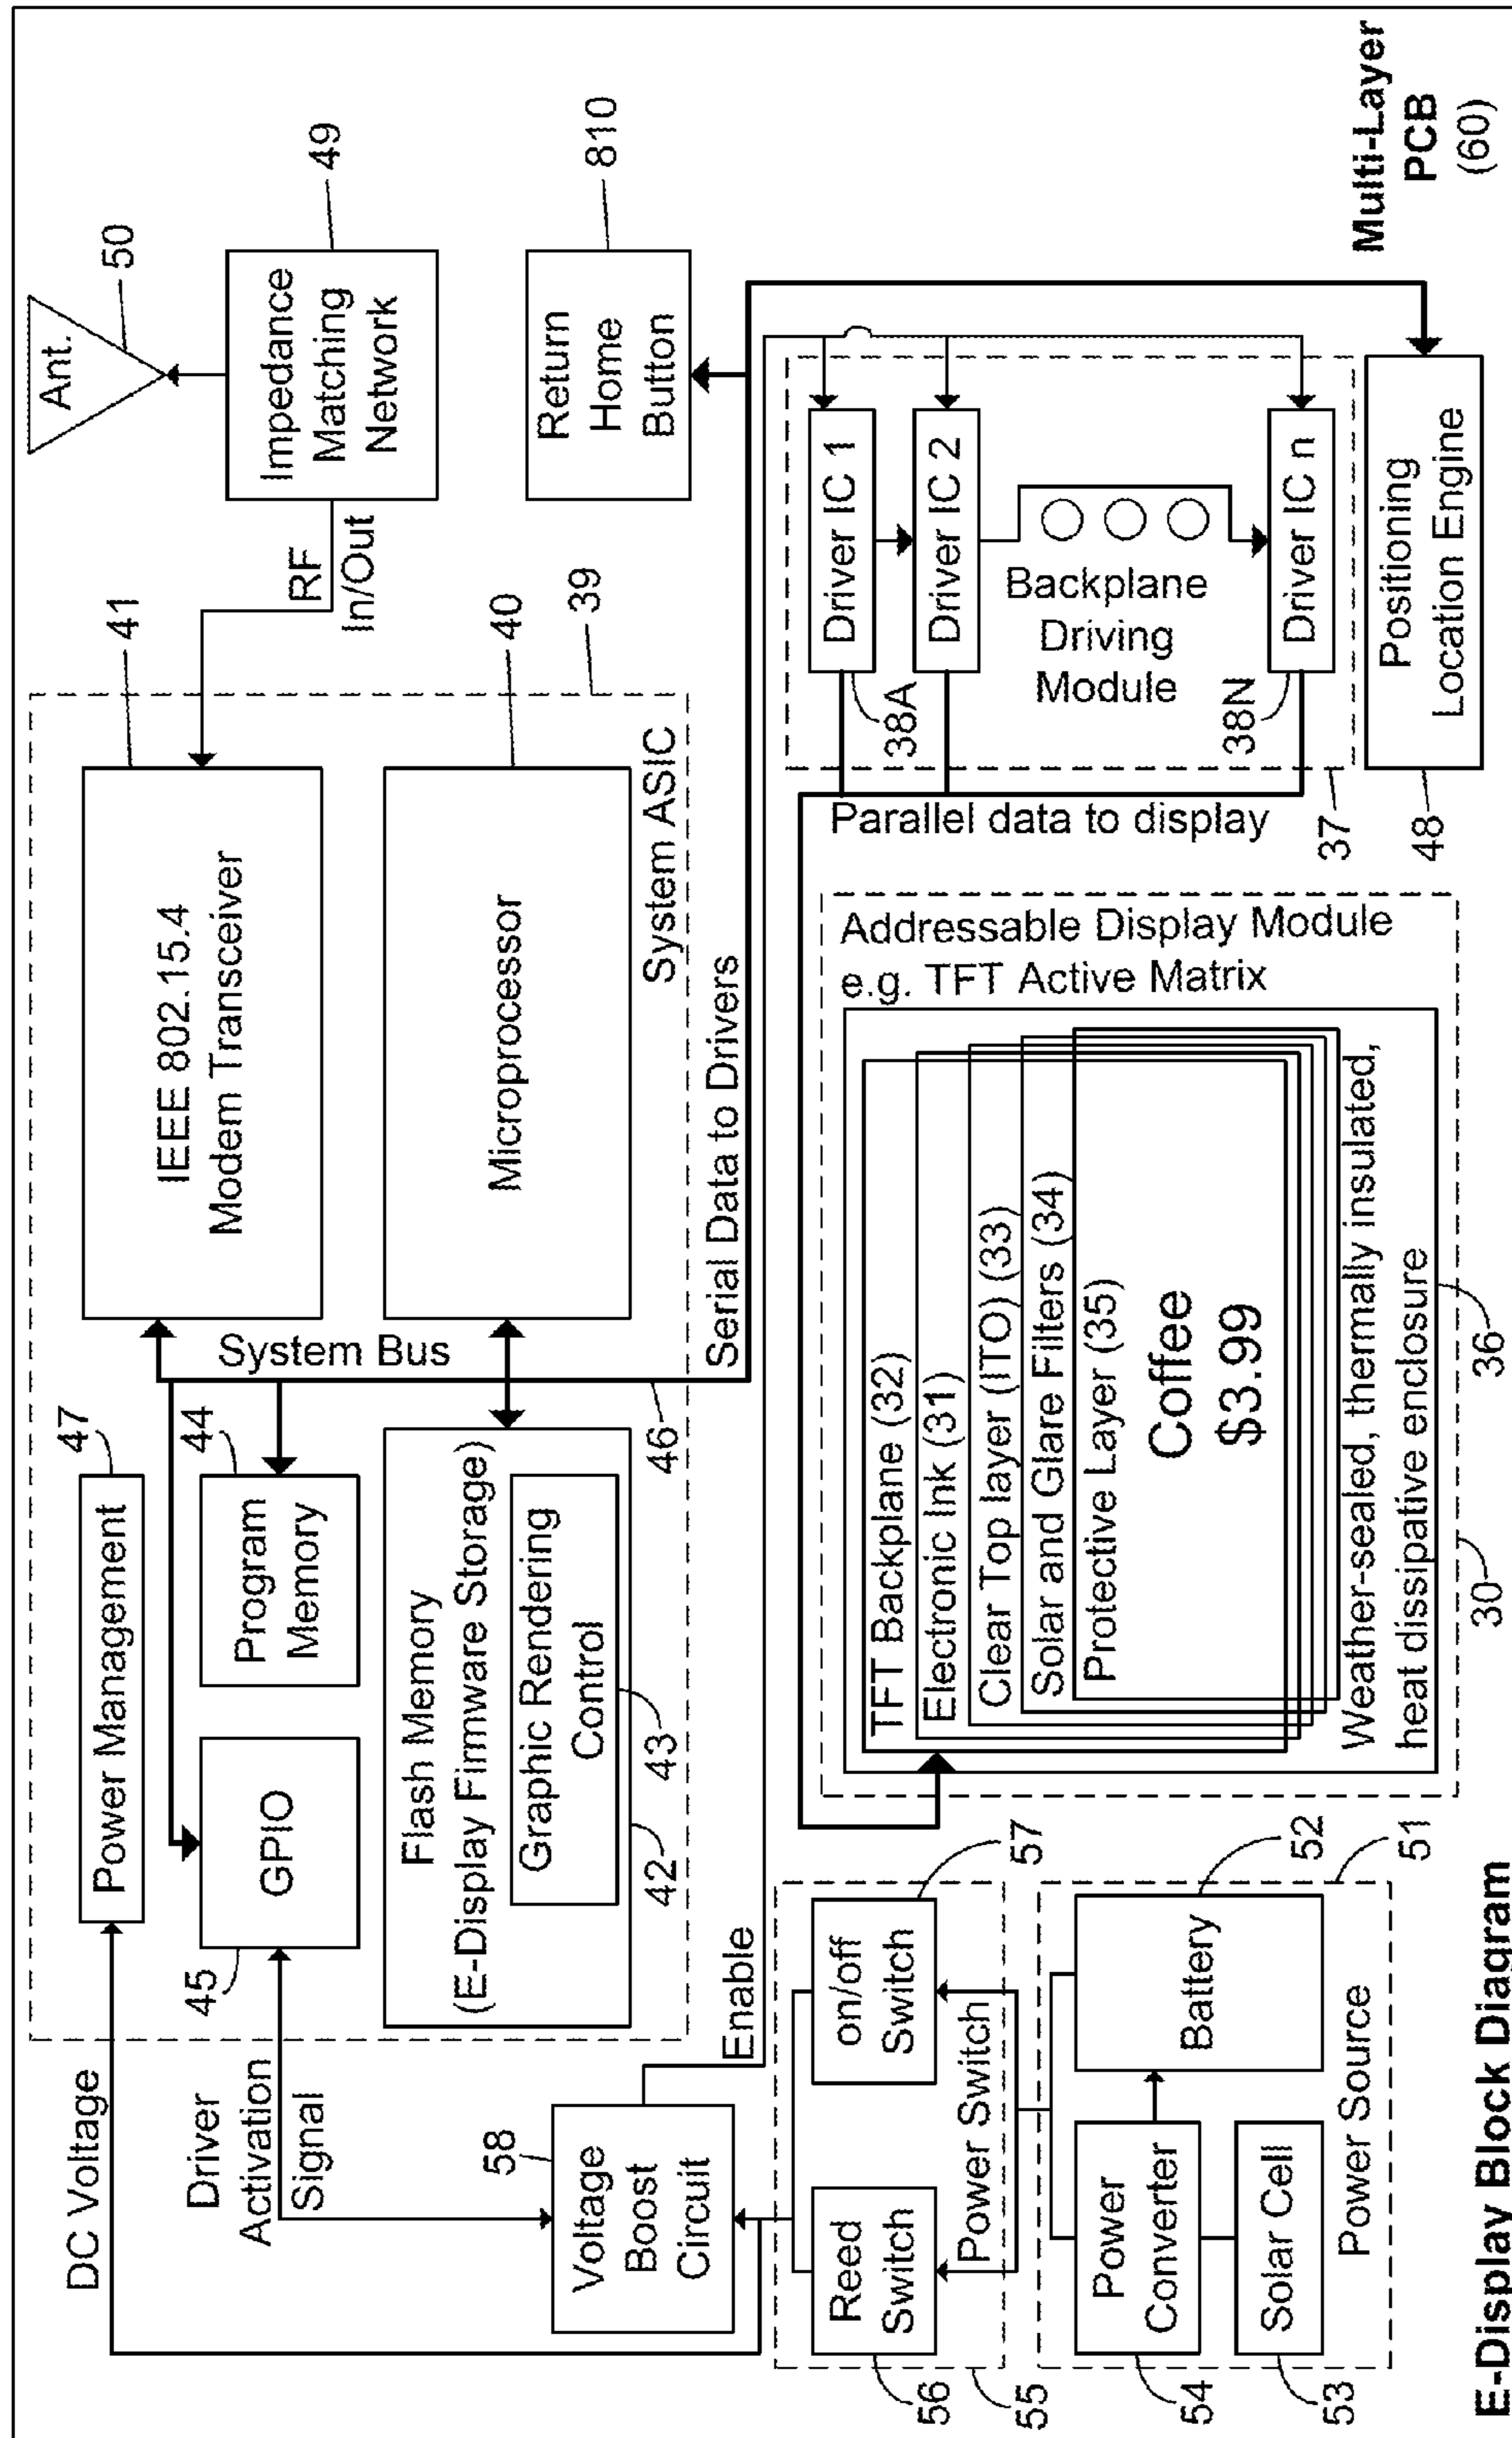 DC Voltage
Driver
Activation
Signal
47
Power Management
45
GPIO
44
Program
Memory
System Bus
41
IEEE 802.15.4
Modem Transceiver
RF
In/Out
Ant.
50
Impedance
Matching
Network
49
58
Voltage
Boost
Circuit
Flash Memory
(E-Display Firmware Storage)
Graphic Rendering
Control
42
43
46
Microprocessor
40
System ASIC
39
Return
Home
Button
810
Enable
Serial Data to Drivers
56
Reed
Switch
on/off
Switch
57
Power Switch
55
54
Power
Converter
Battery
52
53
Solar Cell
Power Source
51
Addressable Display Module
e.g. TFT Active Matrix
TFT Backplane (32)
Electronic Ink (31)
Clear Top layer (ITO) (33)
Solar and Glare Filters (34)
Protective Layer (35)
Coffee
$3.99
Weather-sealed, thermally insulated,
heat dissipative enclosure
30
36
Parallel data to display
Driver IC 1
38A
Driver IC 2
Backplane
Driving
Module
38N
Driver IC n
37
48
Positioning
Location Engine
Multi-Layer
PCB
(60)
E-Display Block Diagram